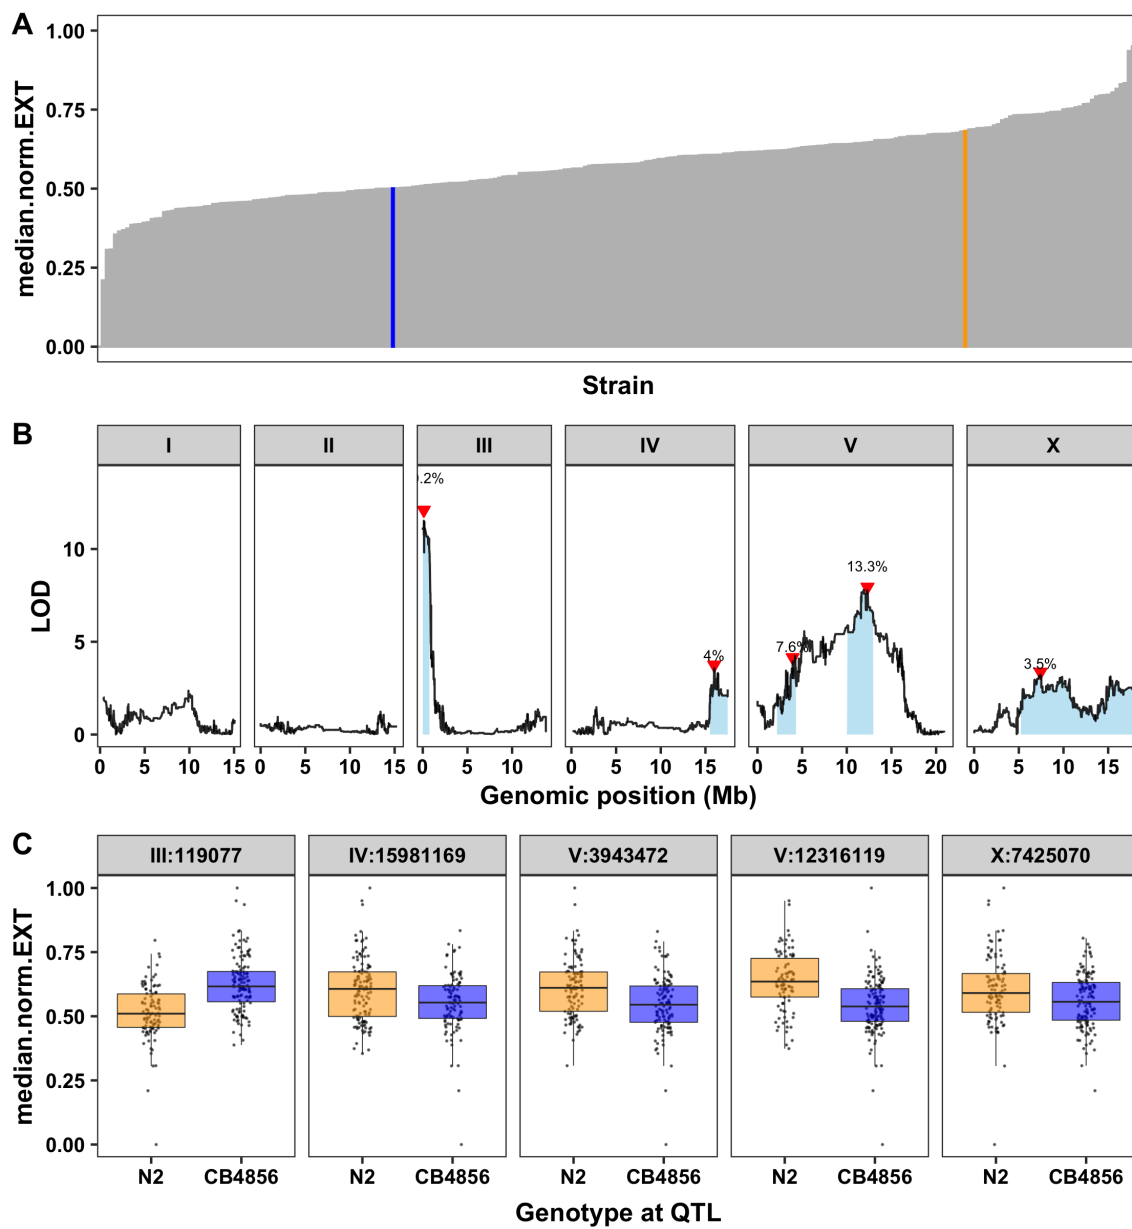 A
median.norm.EXT
1.00
0.75
0.50
0.25
0.00
Strain
B
I II III IV V X
LOD
10
5
0
.2%
4%
7.6%
13.3%
3.5%
0 5 10 15 0 5 10 15 0 5 10 0 5 10 15 0 5 10 15 20 0 5 10 15
Genomic position (Mb)
C
III:119077 IV:15981169 V:3943472 V:12316119 X:7425070
median.norm.EXT
1.00
0.75
0.50
0.25
0.00
N2 CB4856 N2 CB4856 N2 CB4856 N2 CB4856 N2 CB4856
Genotype at QTL